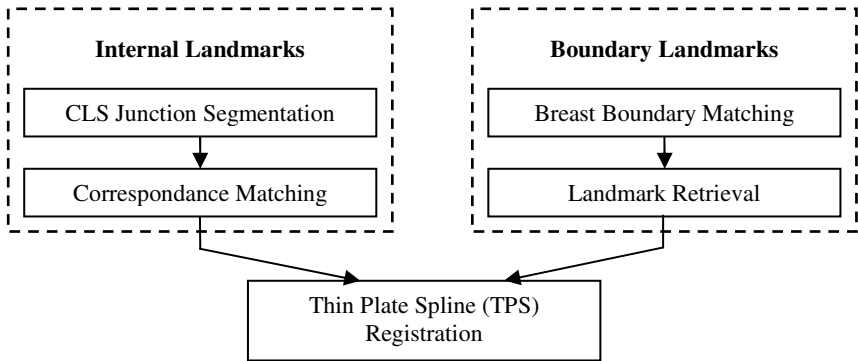 Internal Landmarks
CLS Junction Segmentation
Correspondance Matching
Boundary Landmarks
Breast Boundary Matching
Landmark Retrieval
Thin Plate Spline (TPS)
Registration